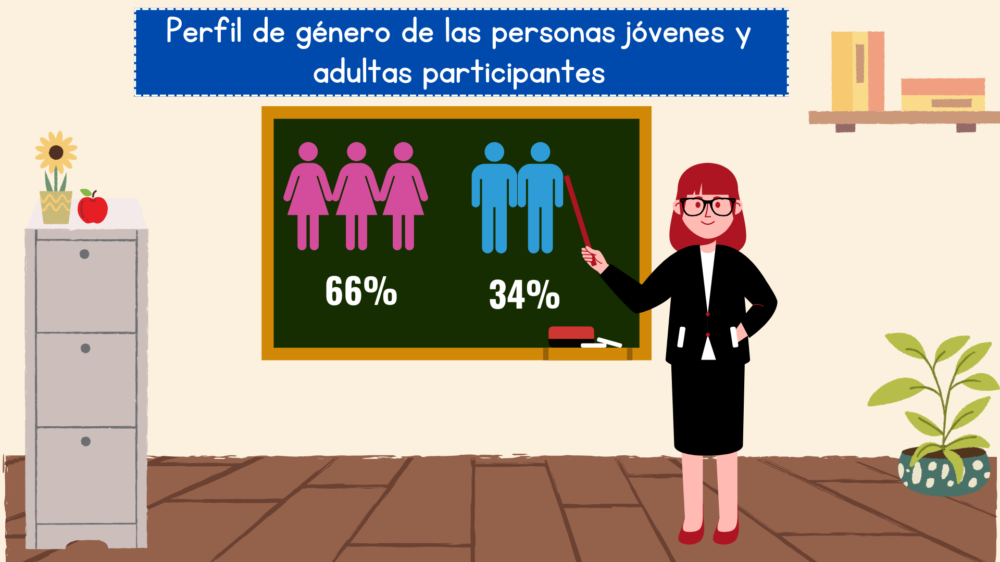 Perfil de género de las personas jóvenes y
adultas participantes
66%
34%